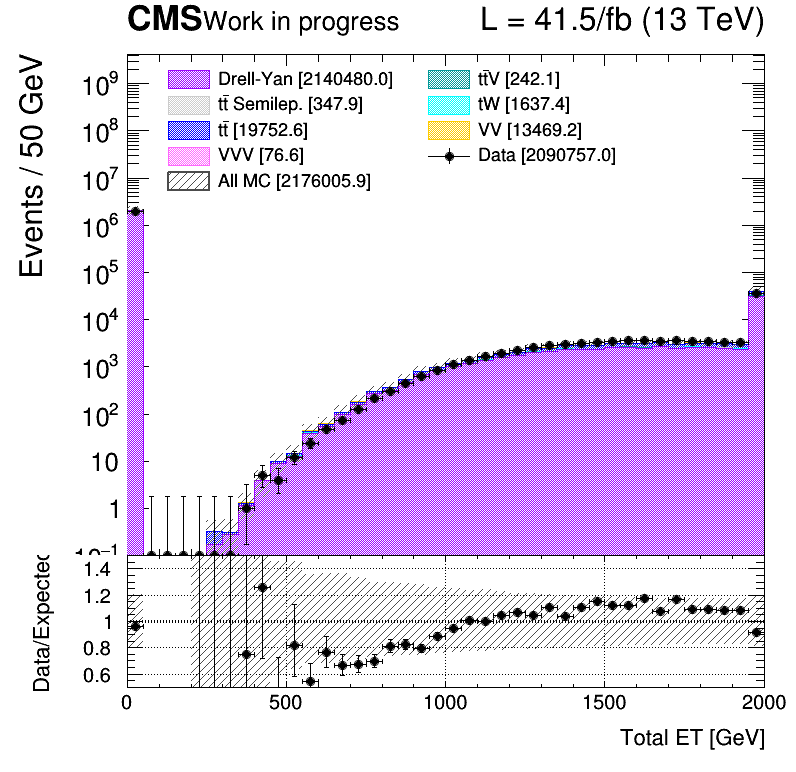 CMS Work in progress L = 41.5/fb (13 TeV)
Events / 50 GeV
Drell-Yan [2140480.0]
tt̄ Semilep. [347.9]
tt̄ [19752.6]
VVV [76.6]
All MC [2176005.9]
tt̄V [242.1]
tW [1637.4]
VV [13469.2]
Data [2090757.0]
10⁹
10⁸
10⁷
10⁶
10⁵
10⁴
10³
10²
10
1
10⁻¹
Data/Expected
1.4
1.2
1
0.8
0.6
0 500 1000 1500 2000
Total ET [GeV]